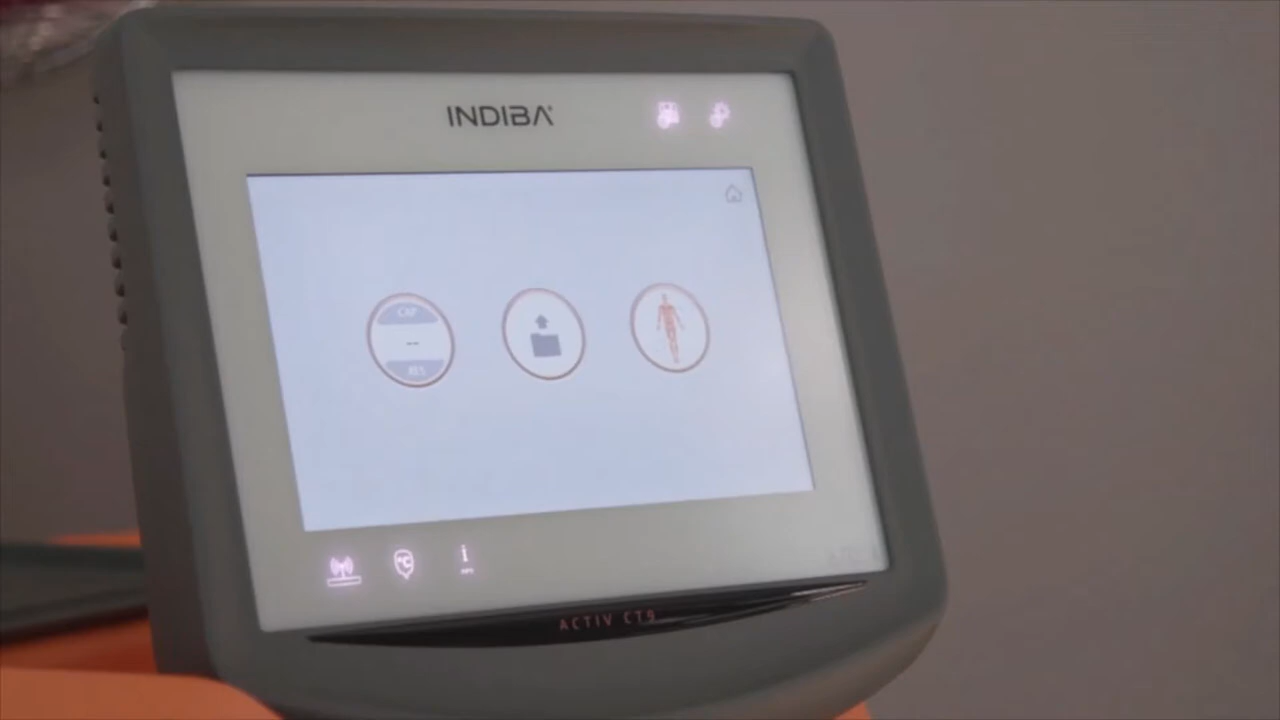 INDIBA®
CAP
--
RES
°C
i
ACTIV CT9